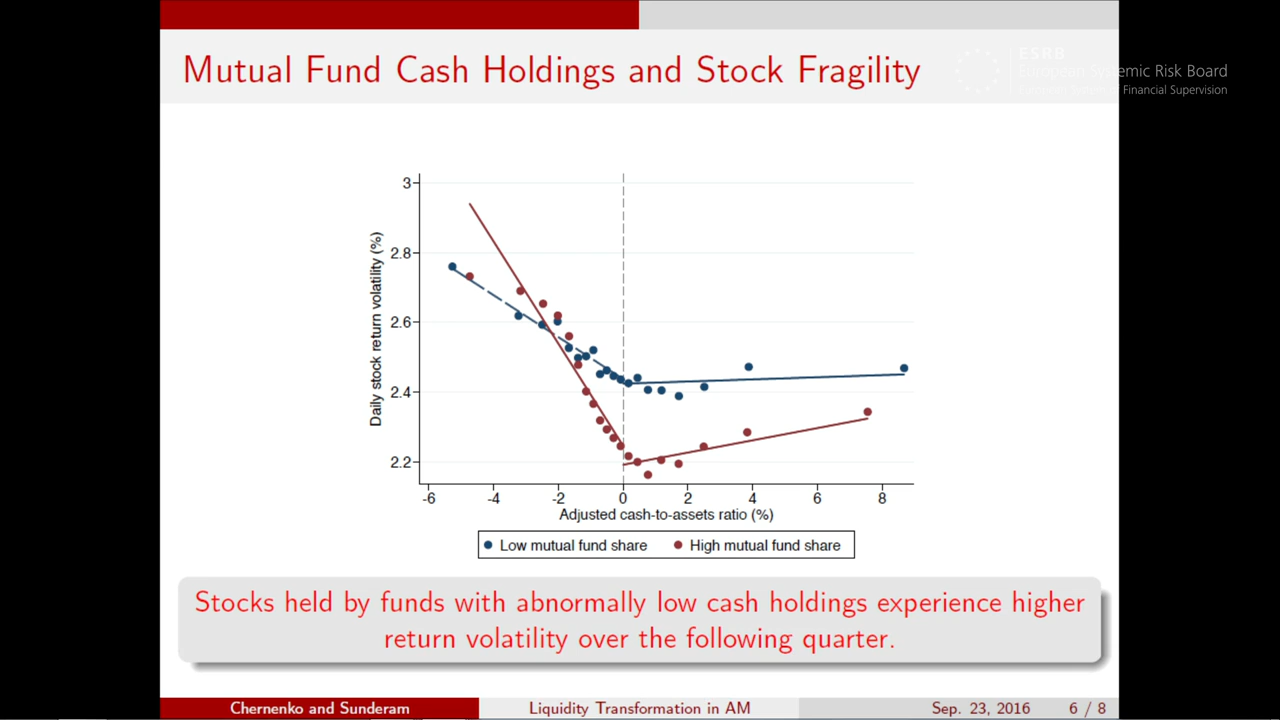 Mutual Fund Cash Holdings and Stock Fragility
ESRB
European Systemic Risk Board
European System of Financial Supervision
3
2.8
2.6
2.4
2.2
Daily stock return volatility (%)
-6 -4 -2 0 2 4 6 8
Adjusted cash-to-assets ratio (%)
Low mutual fund share High mutual fund share
Stocks held by funds with abnormally low cash holdings experience higher
return volatility over the following quarter.
Chernenko and Sunderam Liquidity Transformation in AM Sep. 23, 2016 6 / 8